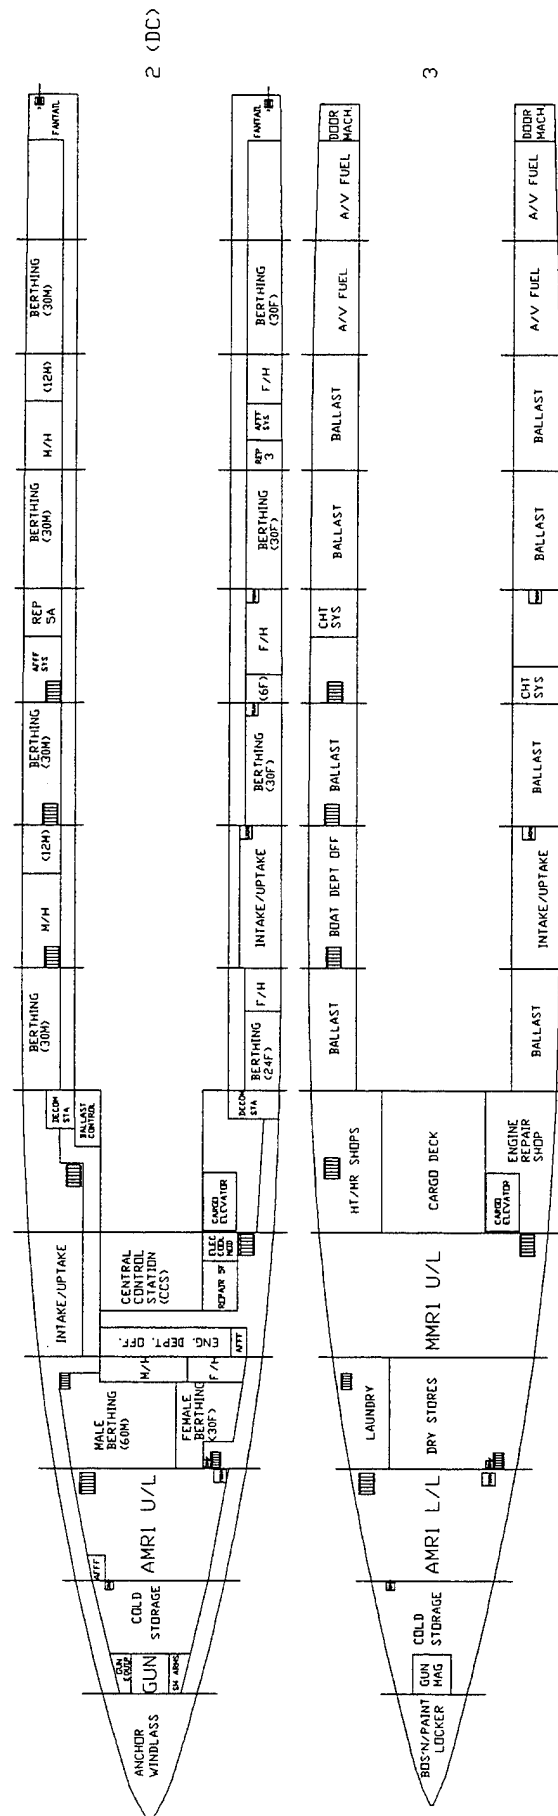 2 (DC)
FANTAIL
BERTHING
(30M)
(12M)
M/H
BERTHING
(30M)
REP
5A
AFFF
SYS
BERTHING
(30M)
(12M)
M/H
BERTHING
(30M)
DECON
STA
BALLAST
CONTROL
INTAKE/UPTAKE
FANTAIL
BERTHING
(30F)
F/H
AFFF
SYS
REP
3
BERTHING
(30F)
F/H
(6F)
BERTHING
(30F)
INTAKE/UPTAKE
F/H
BERTHING
(24F)
DECON
STA
CARGO
ELEVATOR
ELEC
COOL
CENTRAL
CONTROL
STATION
(CCS)
REPAIR 5F
ENG. DEPT. OFF.
AFFF
M/H
F/H
MALE
BERTHING
(60M)
FEMALE
BERTHING
(30F)
AMR1 U/L
AFFF
COLD
STORAGE
GUN
EQUIP
GUN
SM ARMS
ANCHOR
WINDLASS
3
DOOR
MACH.
A/V FUEL
A/V FUEL
BALLAST
BALLAST
CHT
SYS
BALLAST
BOAT DEPT OFF
BALLAST
HT/MR SHOPS
DOOR
MACH.
A/V FUEL
A/V FUEL
BALLAST
BALLAST
CHT
SYS
BALLAST
INTAKE/UPTAKE
BALLAST
ENGINE
REPAIR
SHOP
CARGO
ELEVATOR
CARGO DECK
MMR1 U/L
LAUNDRY
DRY STORES
AMR1 L/L
COLD
STORAGE
GUN
MAG
BOS'N/PAINT
LOCKER